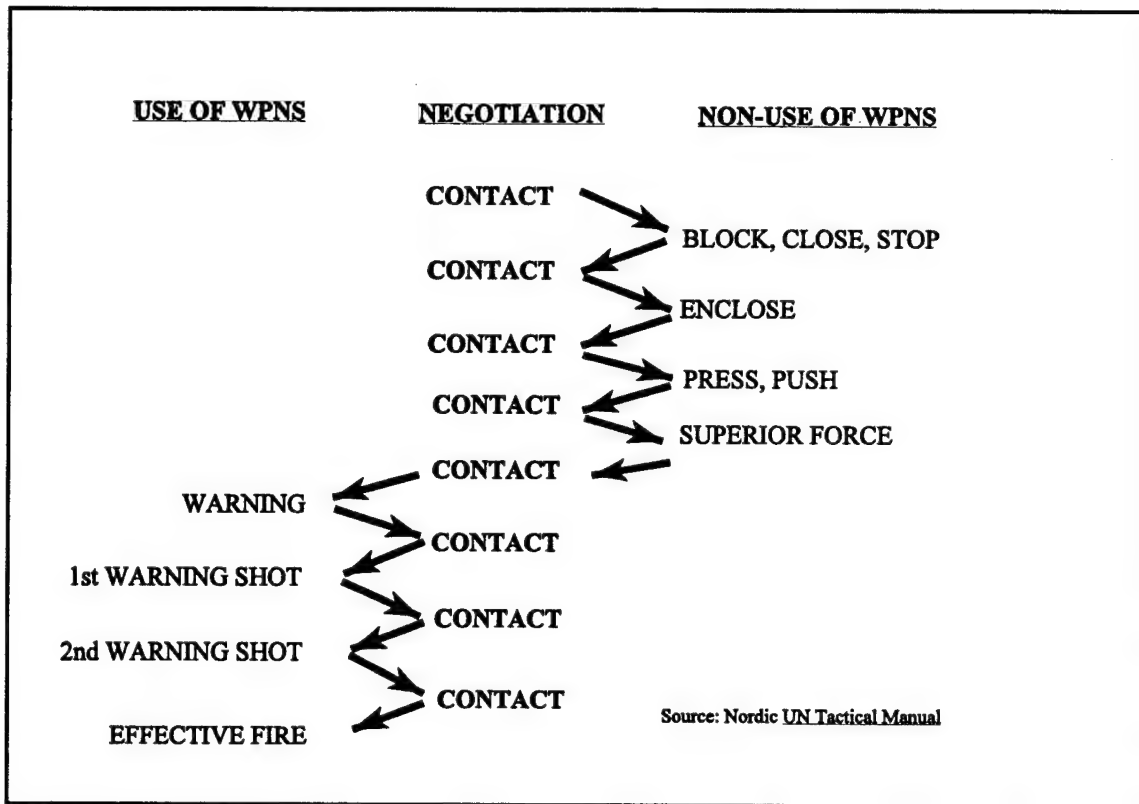 USE OF WPNS NEGOTIATION NON-USE OF WPNS
CONTACT
BLOCK, CLOSE, STOP
CONTACT
ENCLOSE
CONTACT
PRESS, PUSH
CONTACT
SUPERIOR FORCE
CONTACT
WARNING
CONTACT
1st WARNING SHOT
CONTACT
2nd WARNING SHOT
CONTACT
Source: Nordic UN Tactical Manual
EFFECTIVE FIRE